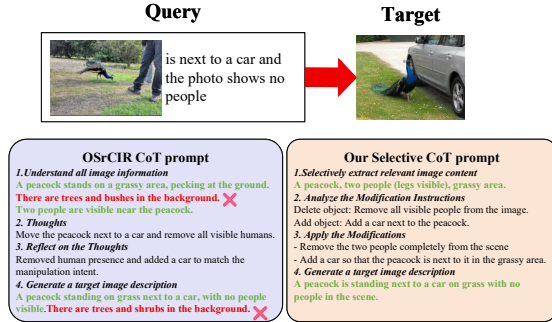 Query
Target
is next to a car and
the photo shows no
people
OSrCIR CoT prompt
1.Understand all image information
A peacock stands on a grassy area, pecking at the ground.
There are trees and bushes in the background.
Two people are visible near the peacock.
2. Thoughts
Move the peacock next to a car and remove all visible humans.
3. Reflect on the Thoughts
Removed human presence and added a car to match the
manipulation intent.
4. Generate a target image description
A peacock standing on grass next to a car, with no people
visible.There are trees and shrubs in the background.
Our Selective CoT prompt
1.Selectively extract relevant image content
A peacock, two people (legs visible), grassy area.
2. Analyze the Modification Instructions
Delete object: Remove all visible people from the image.
Add object: Add a car next to the peacock.
3. Apply the Modifications
- Remove the two people completely from the scene
- Add a car so that the peacock is next to it in the grassy area.
4. Generate a target image description
A peacock is standing next to a car on grass with no
people in the scene.